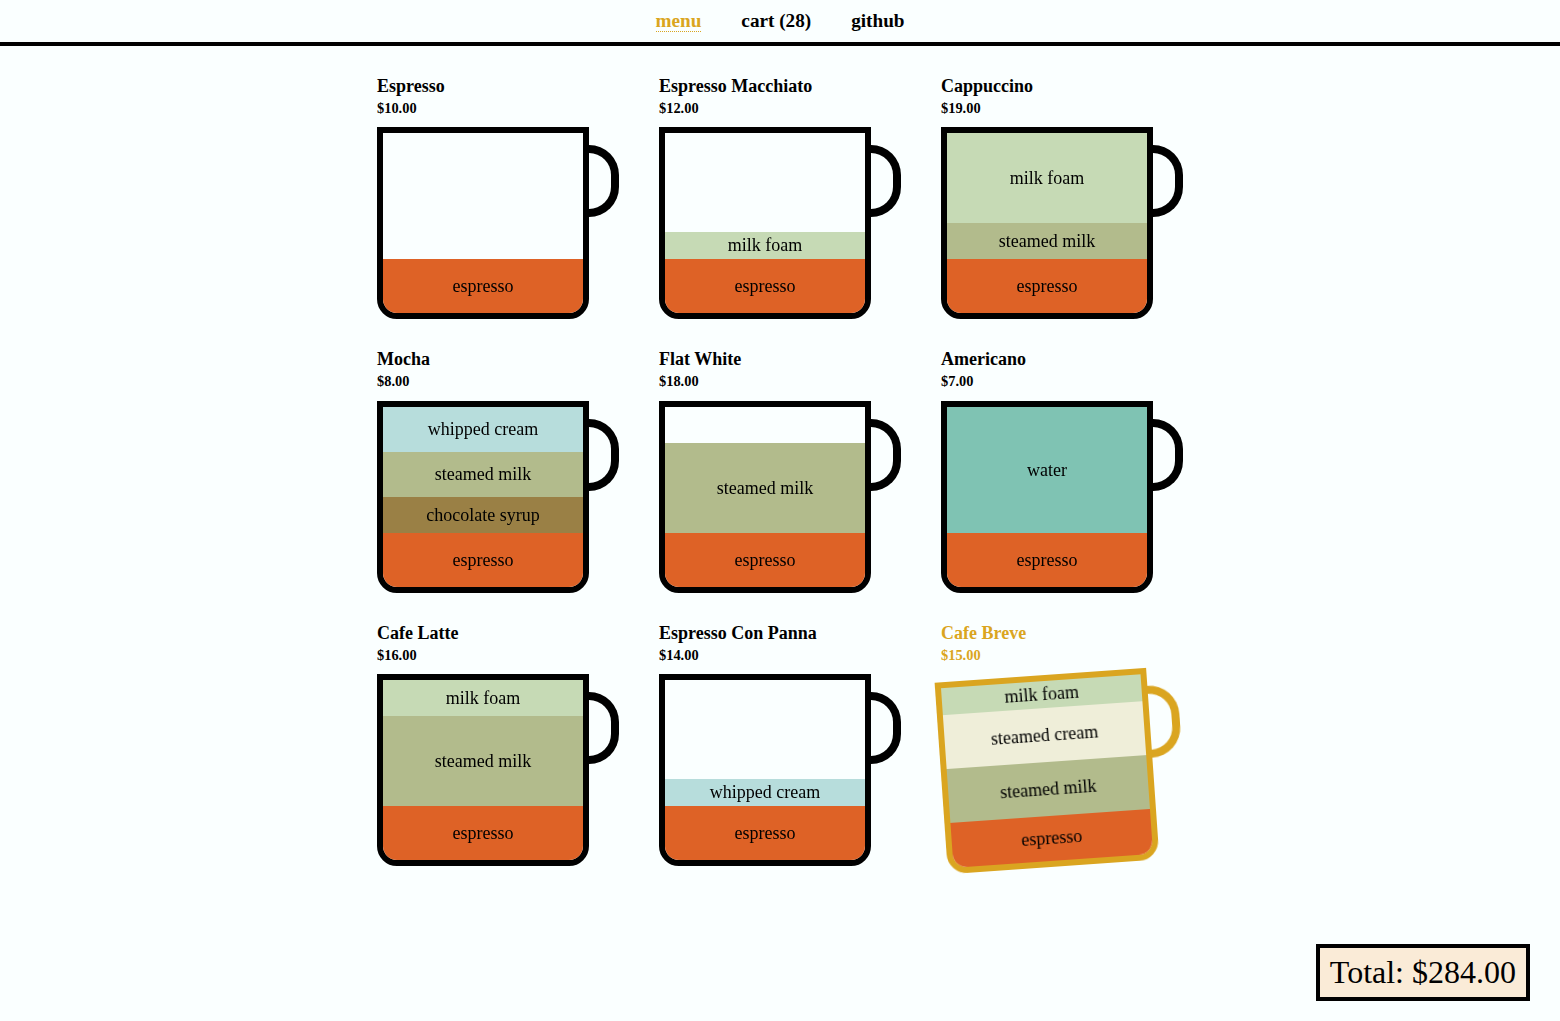 menu cart (28) github
Espresso
$10.00
espresso
Espresso Macchiato
$12.00
milk foam
espresso
Cappuccino
$19.00
milk foam
steamed milk
espresso
Mocha
$8.00
whipped cream
steamed milk
chocolate syrup
espresso
Flat White
$18.00
steamed milk
espresso
Americano
$7.00
water
espresso
Cafe Latte
$16.00
milk foam
steamed milk
espresso
Espresso Con Panna
$14.00
whipped cream
espresso
Cafe Breve
$15.00
milk foam
steamed cream
steamed milk
espresso
Total: $284.00